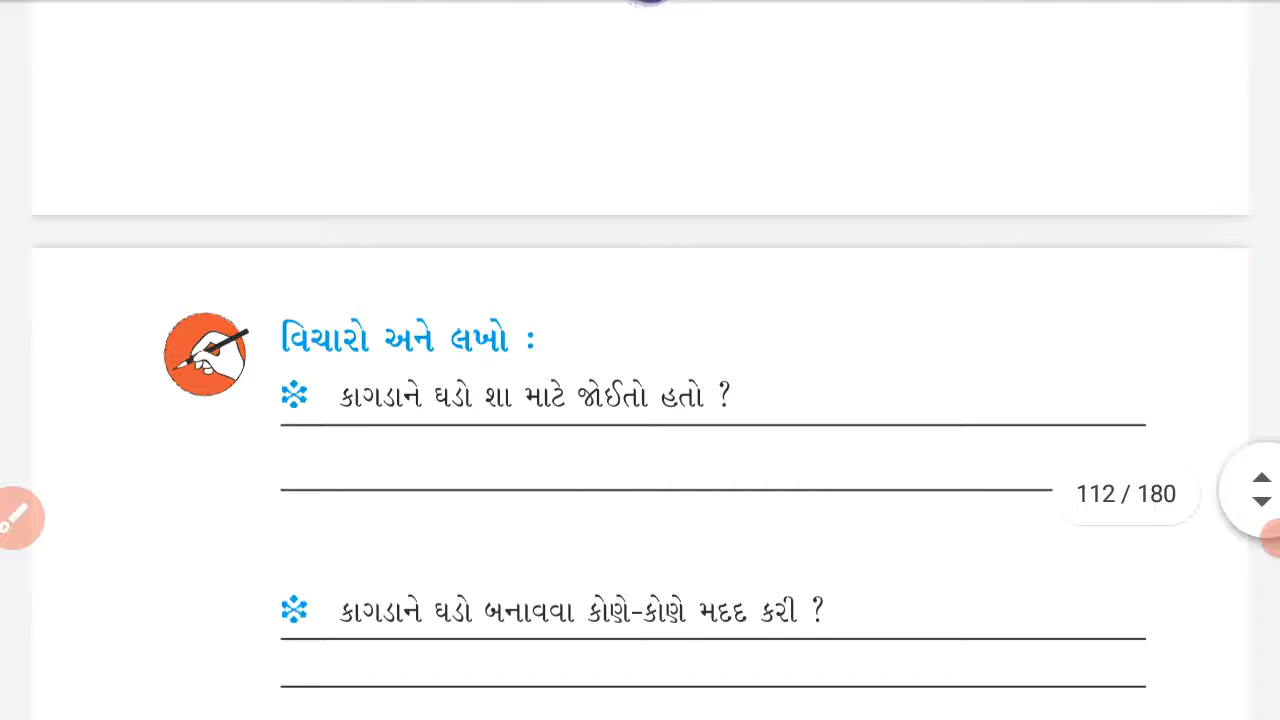 વિચારો અને લખો :
કાગડાને ઘડો શા માટે જોઈતો હતો ?
112 / 180
કાગડાને ઘડો બનાવવા કોણે-કોણે મદદ કરી ?